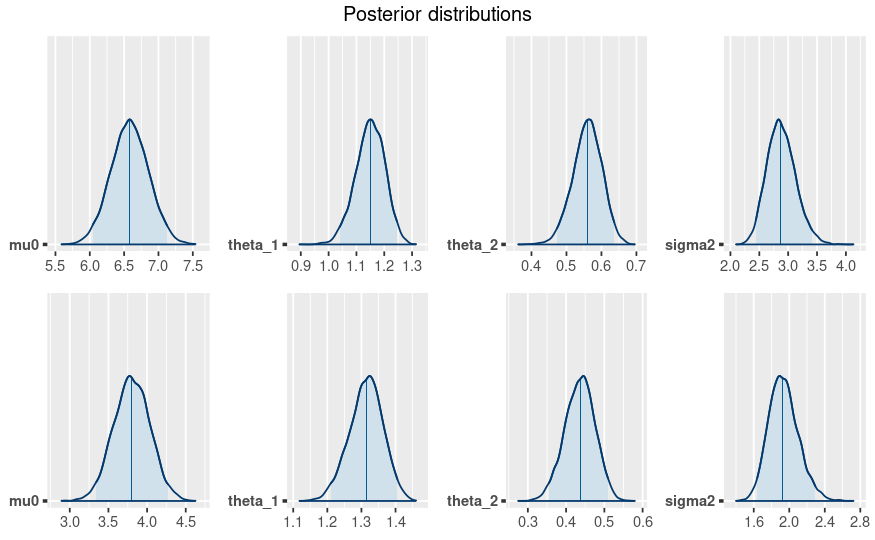 Posterior distributions
mu0
5.5 6.0 6.5 7.0 7.5
theta_1
0.9 1.0 1.1 1.2 1.3
theta_2
0.4 0.5 0.6 0.7
sigma2
2.0 2.5 3.0 3.5 4.0
mu0
3.0 3.5 4.0 4.5
theta_1
1.1 1.2 1.3 1.4
theta_2
0.3 0.4 0.5 0.6
sigma2
1.6 2.0 2.4 2.8